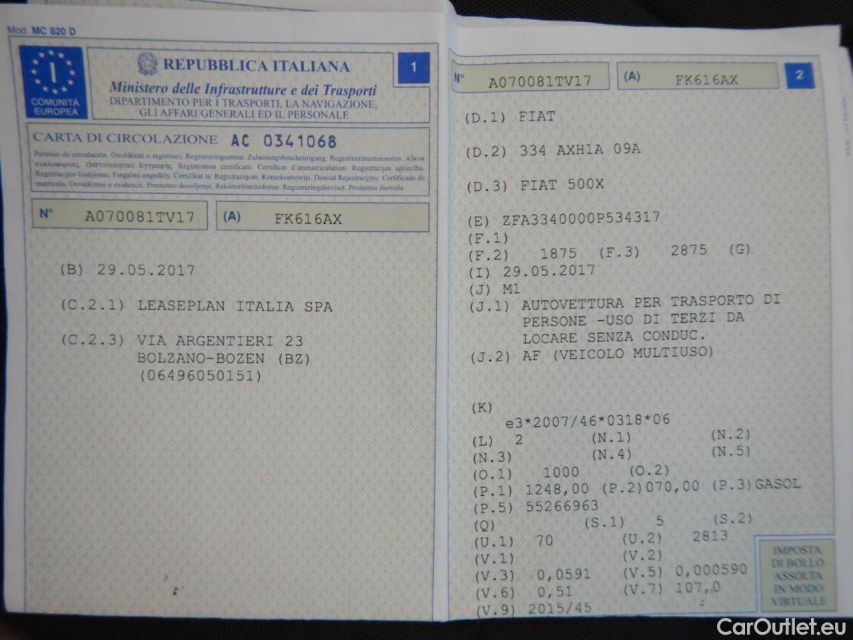 Mod. MC 820 D
I
COMUNITÀ
EUROPEA
REPUBBLICA ITALIANA
1
Ministero delle Infrastrutture e dei Trasporti
DIPARTIMENTO PER I TRASPORTI, LA NAVIGAZIONE,
GLI AFFARI GENERALI ED IL PERSONALE
CARTA DI CIRCOLAZIONE AC 0341068
N° A070081TV17 (A) FK616AX
(B) 29.05.2017
(C.2.1) LEASEPLAN ITALIA SPA
(C.2.3) VIA ARGENTIERI 23
BOLZANO-BOZEN (BZ)
(06496050151)
N° A070081TV17 (A) FK616AX 2
(D.1) FIAT
(D.2) 334 AXH1A 09A
(D.3) FIAT 500X
(E) ZFA3340000P534317
(F.1)
(F.2) 1875 (F.3) 2875 (G)
(I) 29.05.2017
(J) M1
(J.1) AUTOVETTURA PER TRASPORTO DI
PERSONE -USO DI TERZI DA
LOCARE SENZA CONDUC.
(J.2) AF (VEICOLO MULTIUSO)
(K)
e3*2007/46*0318*06
(L) 2 (N.1) (N.2)
(N.3) (N.4) (N.5)
(O.1) 1000 (O.2)
(P.1) 1248,00 (P.2)070,00 (P.3)GASOL
(P.5) 55266963
(Q) (S.1) 5 (S.2)
(U.1) 70 (U.2) 2813
(V.1) (V.2)
(V.3) 0,0591 (V.5) 0,000590
(V.6) 0,51 (V.7) 107,0
(V.9) 2015/45
IMPOSTA
DI BOLLO
ASSOLTA
IN MODO
VIRTUALE
CarOutlet.eu